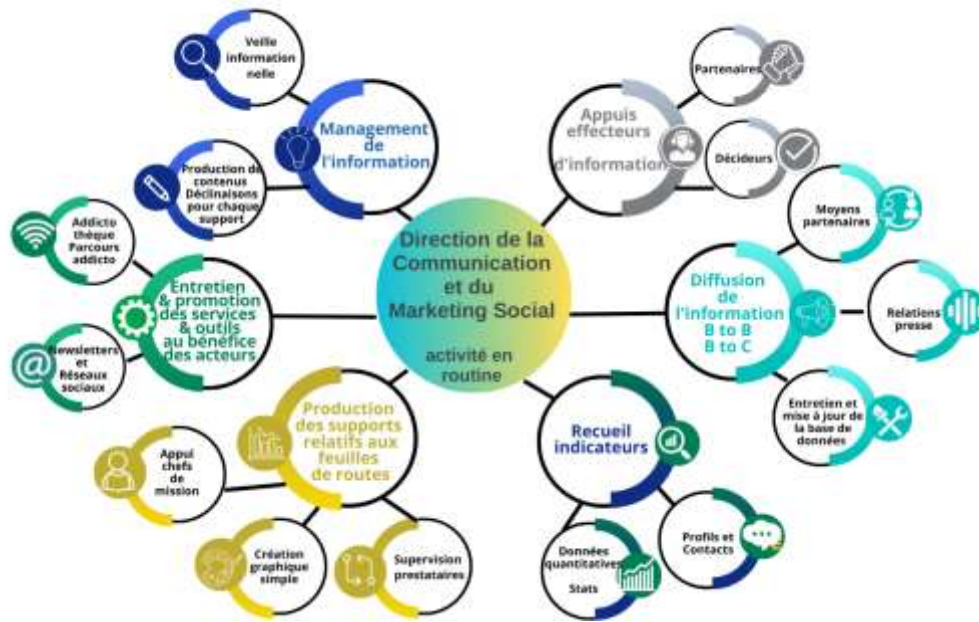 Veille
information
nelle
Management
de
l'information
Production de
contenus
Déclinaisons
pour chaque
support
Partenaires
Appuis
effecteurs
d'information
Décideurs
Addicto
thèque
Parcours
addicto
Entretien
& promotion
des services
& outils
au bénéfice
des acteurs
Newsletters
et
Réseaux
sociaux
Direction de la
Communication
et du
Marketing Social
activité en
routine
Moyens
partenaires
Diffusion
de
l'information
B to B
B to C
Relations
presse
Entretien et
mise à jour de
la base de
données
Production
des supports
relatifs aux
feuilles
de routes
Appui
chefs
de
mission
Création
graphique
simple
Supervision
prestataires
Recueil
indicateurs
Données
quantitatives
Stats
Profils et
Contacts